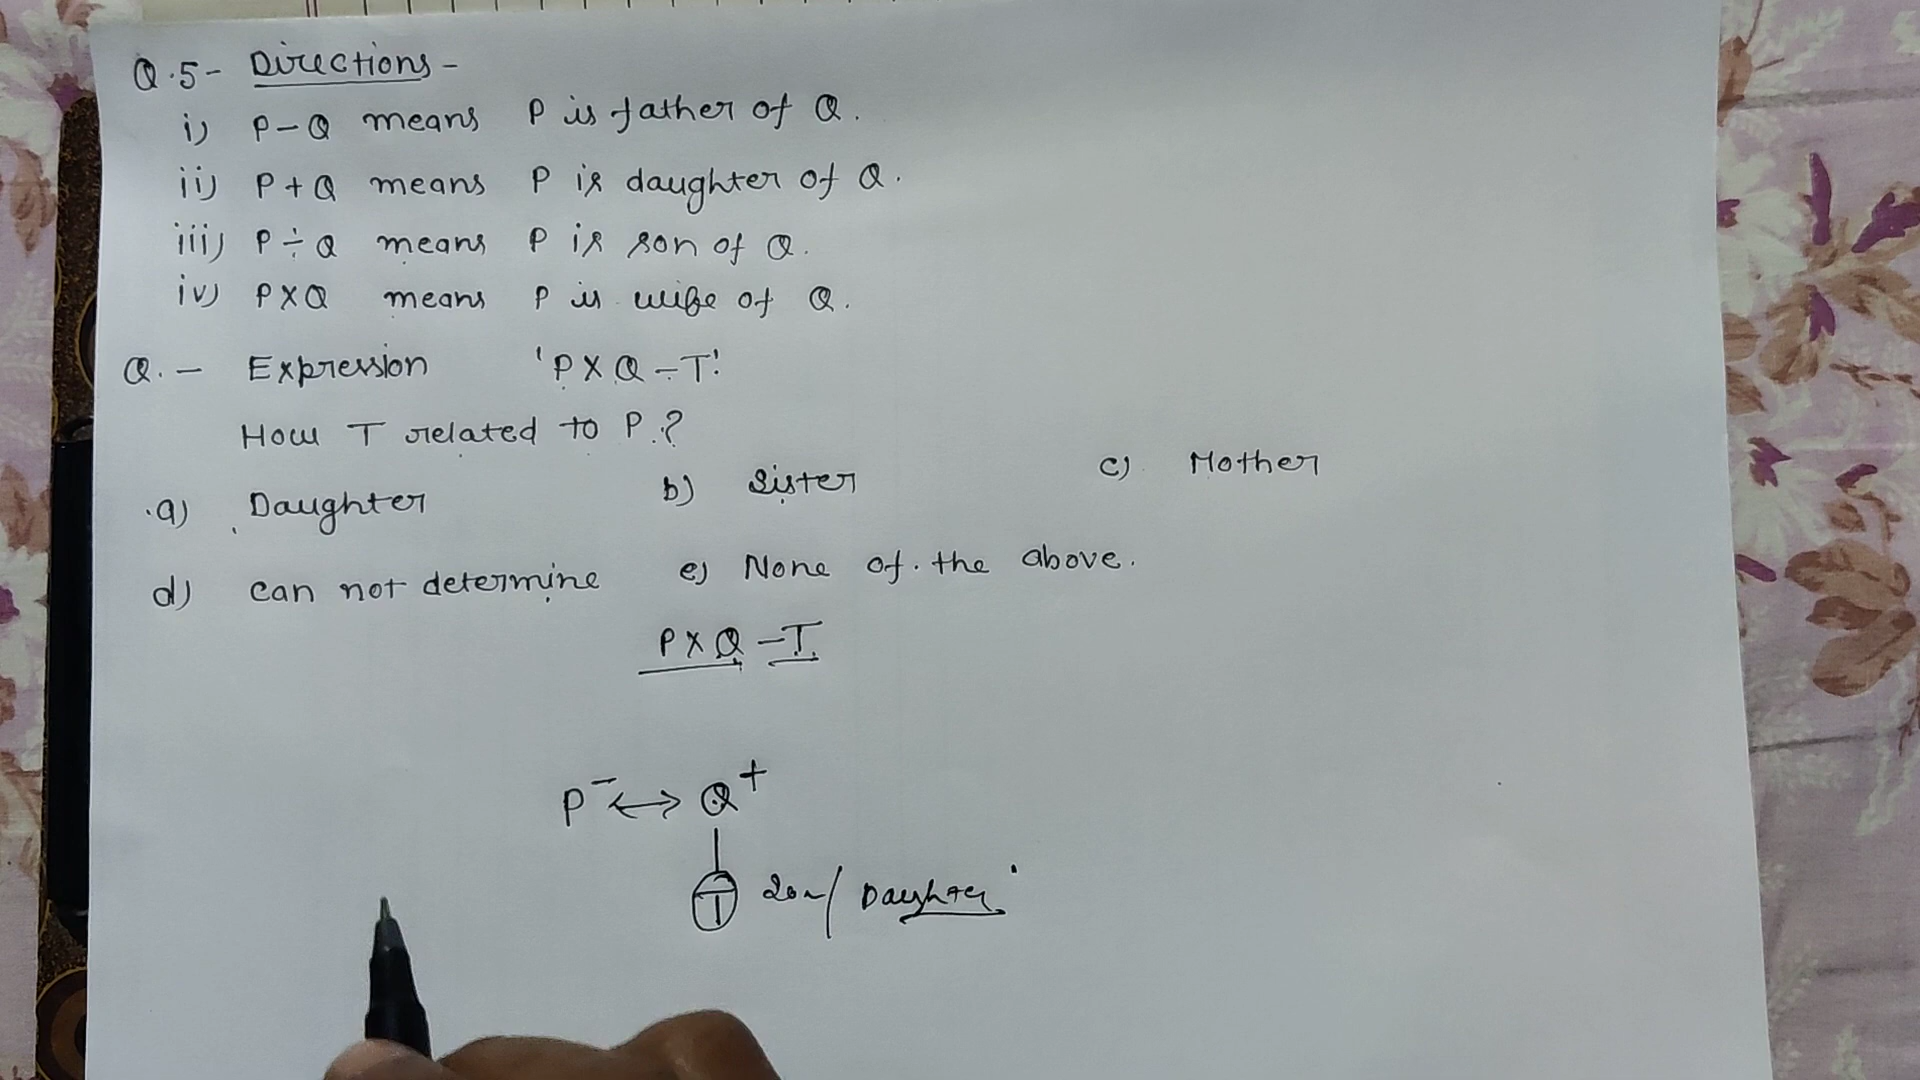 Q.5- Directions-
i) P-Q means P is father of Q.
ii) P+Q means P is daughter of Q.
iii) P÷Q means P is son of Q.
iv) P×Q means P is wife of Q.
Q.- Expression 'P×Q-T'
How T related to P.?
a) Daughter b) Sister c) Mother
d) can not determine e) None of the above.
P×Q-T
P⁻↔Q⁺
T son/Daughter